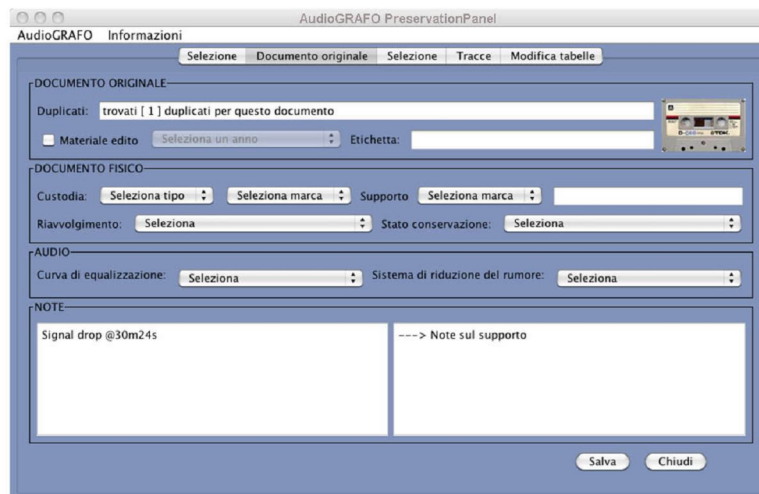 AudioGRAFO PreservationPanel
AudioGRAFO Informazioni
Selezione Documento originale Selezione Tracce Modifica tabelle
DOCUMENTO ORIGINALE
Duplicati: trovati [ 1 ] duplicati per questo documento
Materiale edito Seleziona un anno Etichetta:
A
TDK
DOCUMENTO FISICO
Custodia: Seleziona tipo Seleziona marca Supporto Seleziona marca
Riavvolgimento: Seleziona Stato conservazione: Seleziona
AUDIO
Curva di equalizzazione: Seleziona Sistema di riduzione del rumore: Seleziona
NOTE
Signal drop @30m24s ---> Note sul supporto
Salva Chiudi